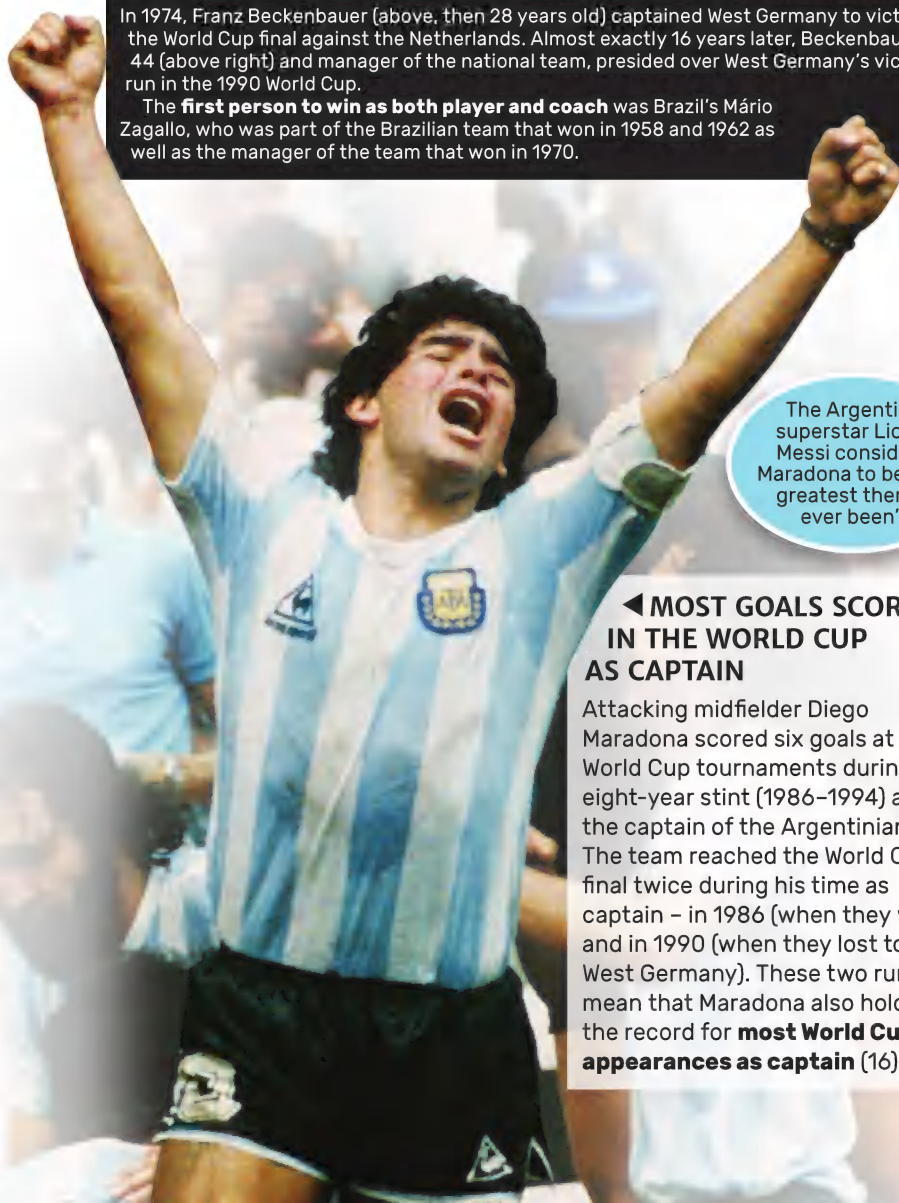 In 1974, Franz Beckenbauer (above, then 28 years old) captained West Germany to vict
the World Cup final against the Netherlands. Almost exactly 16 years later, Beckenbau
44 (above right) and manager of the national team, presided over West Germany's vic
run in the 1990 World Cup.
The first person to win as both player and coach was Brazil's Mário
Zagallo, who was part of the Brazilian team that won in 1958 and 1962 as
well as the manager of the team that won in 1970.
The Argenti
superstar Lio
Messi consid
Maradona to be
greatest ther
ever been'
◀ MOST GOALS SCOR
IN THE WORLD CUP
AS CAPTAIN
Attacking midfielder Diego
Maradona scored six goals at
World Cup tournaments durin
eight-year stint (1986–1994) a
the captain of the Argentinian
The team reached the World C
final twice during his time as
captain – in 1986 (when they
and in 1990 (when they lost to
West Germany). These two run
mean that Maradona also hold
the record for most World Cu
appearances as captain (16)
AFA